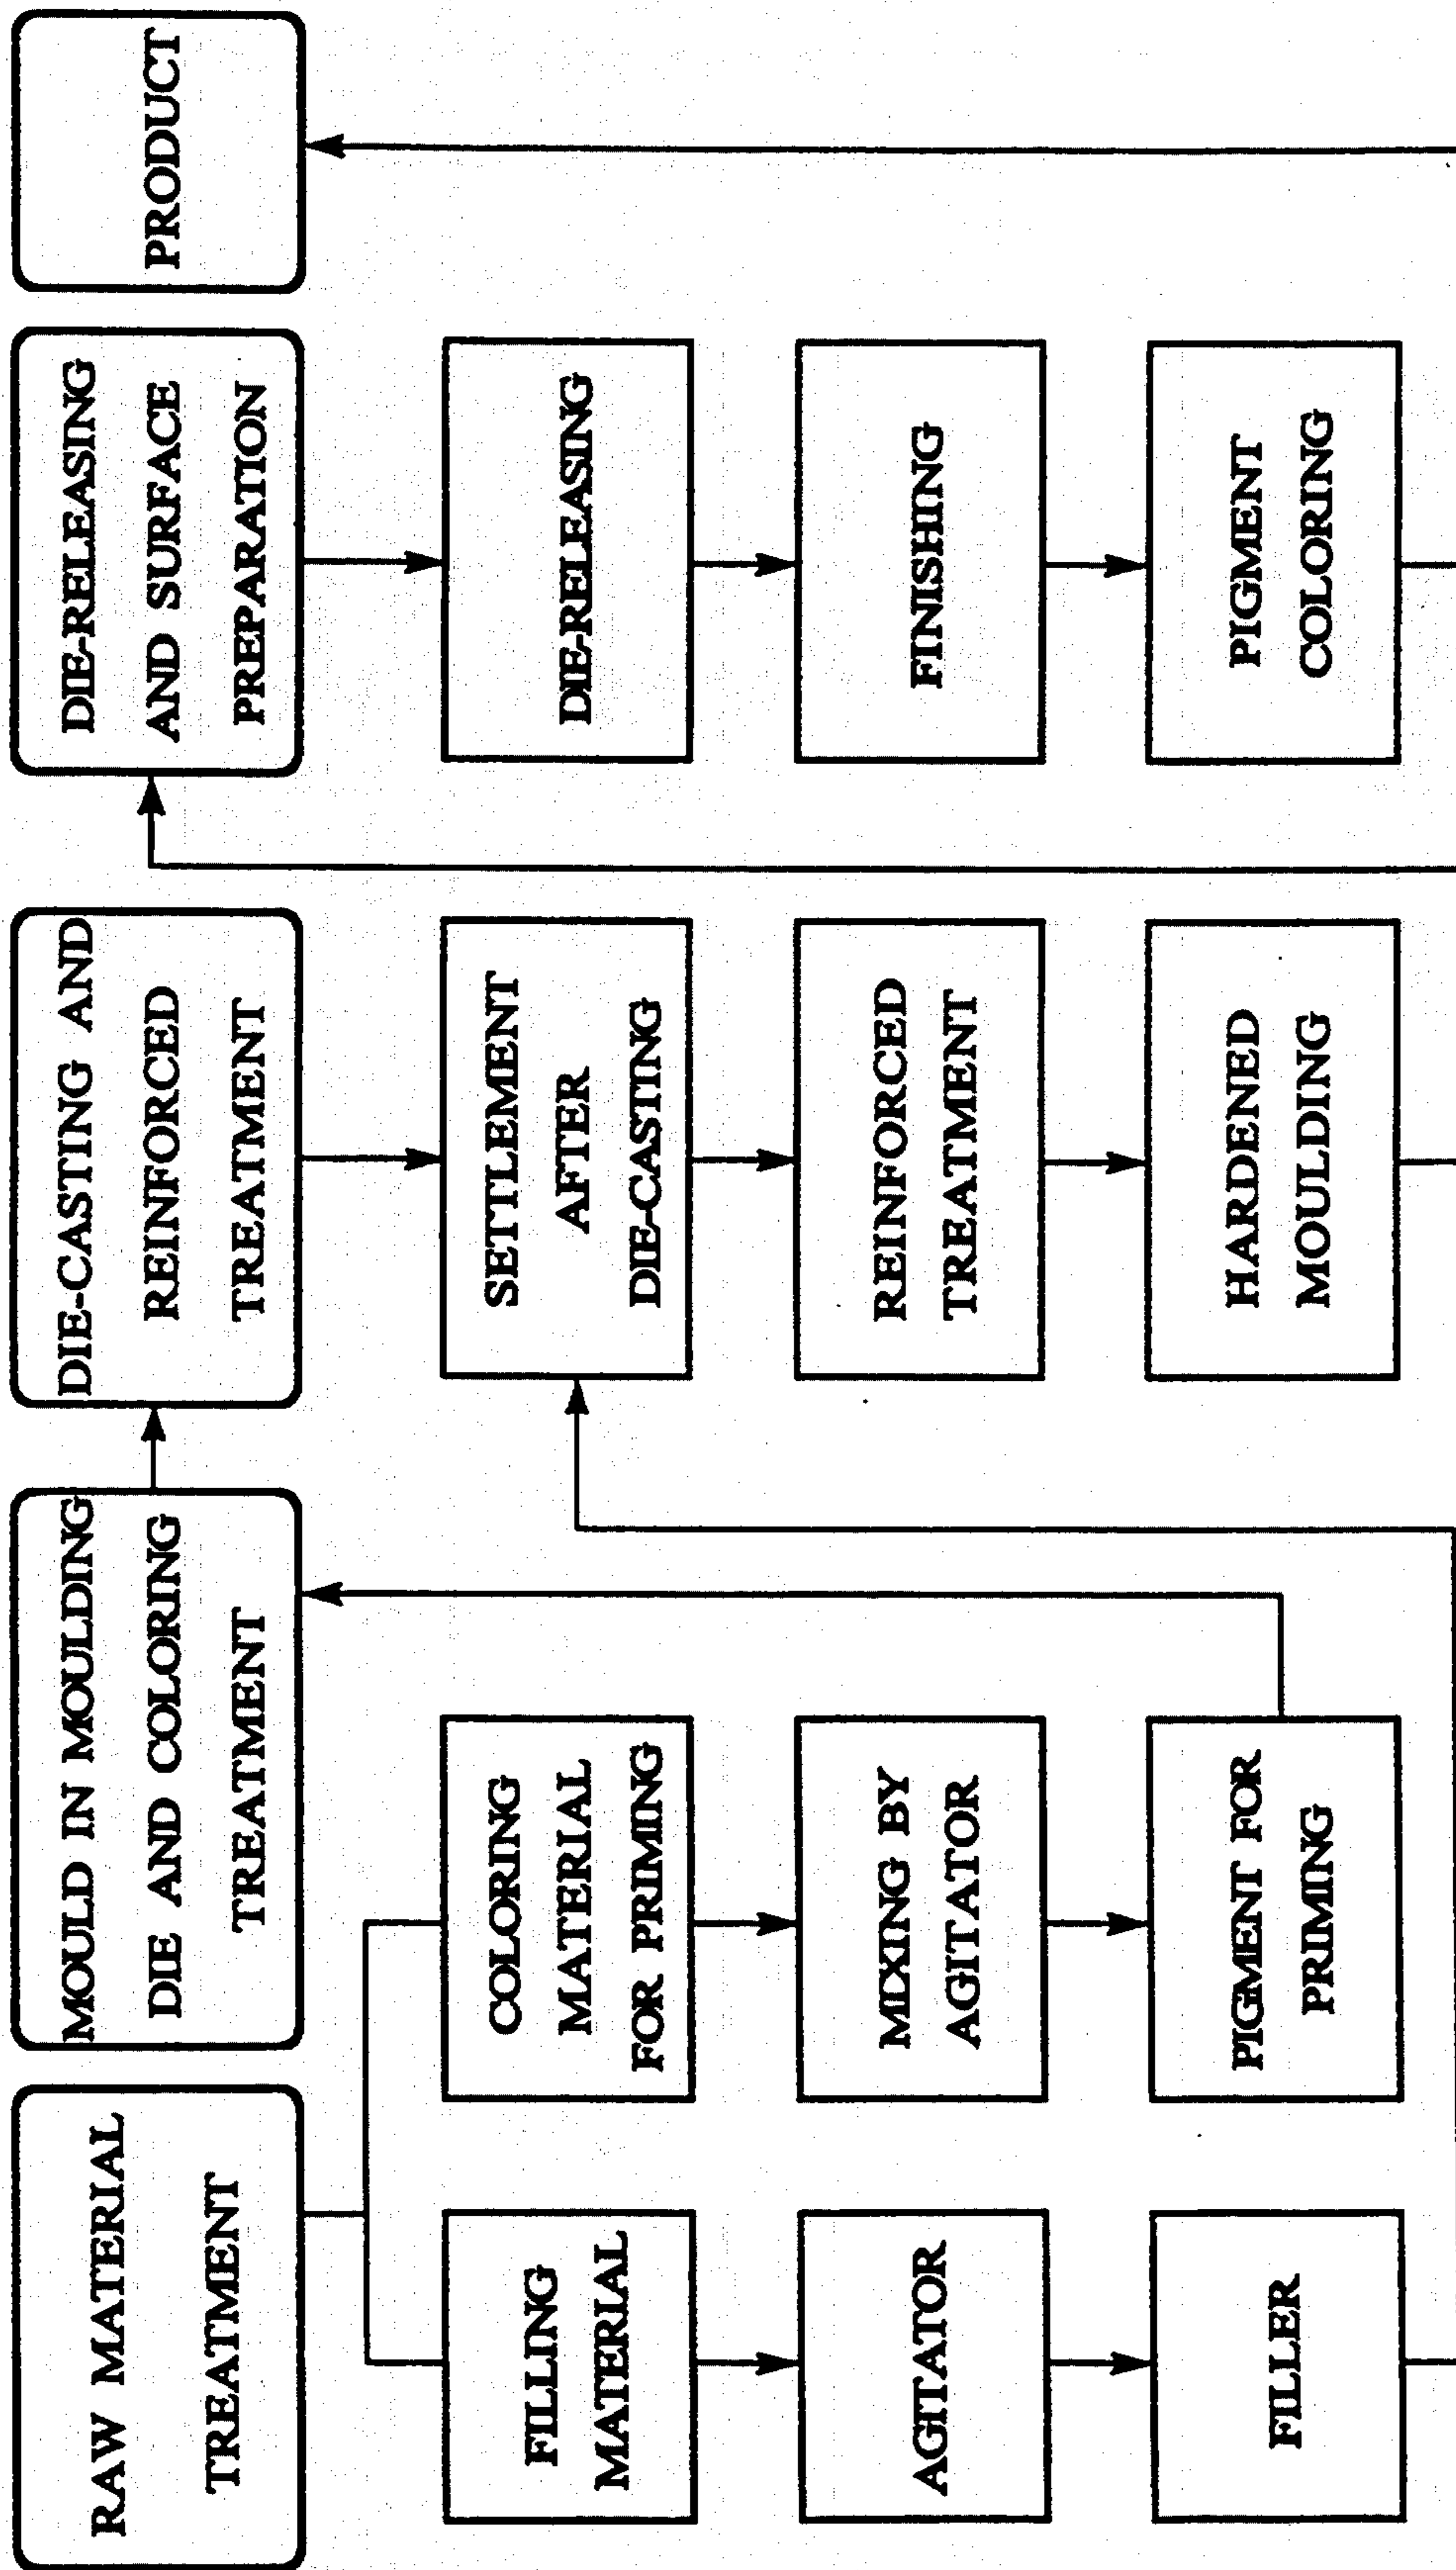 RAW MATERIAL
TREATMENT
FILLING
MATERIAL
AGITATOR
FILLER
COLORING
MATERIAL
FOR PRIMING
MIXING BY
AGITATOR
PIGMENT FOR
PRIMING
MOULD IN MOULDING
DIE AND COLORING
TREATMENT
DIE-CASTING AND
REINFORCED
TREATMENT
SETTLEMENT
AFTER
DIE-CASTING
REINFORCED
TREATMENT
HARDENED
MOULDING
DIE-RELEASING
AND SURFACE
PREPARATION
DIE-RELEASING
FINISHING
PIGMENT
COLORING
PRODUCT